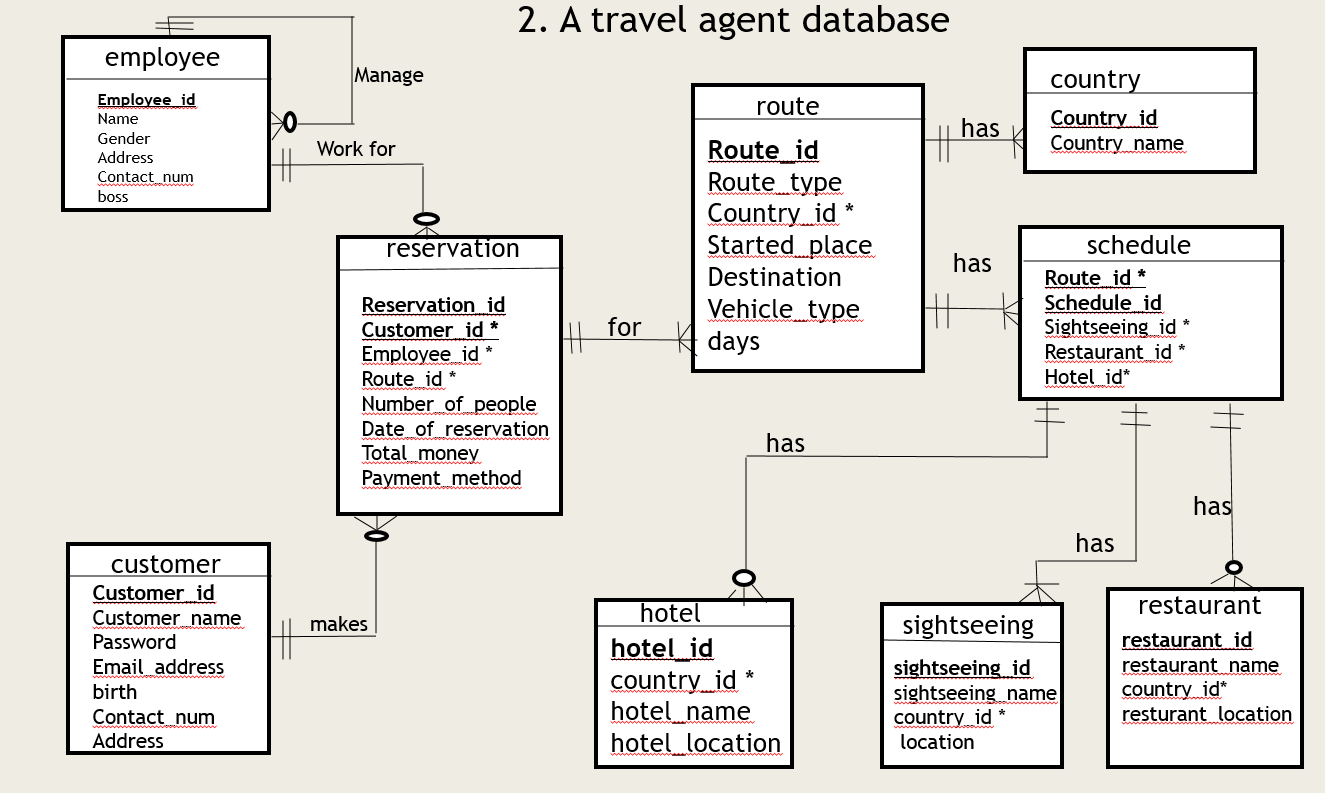 2. A travel agent database
employee
Employee_id
Name
Gender
Address
Contact_num
boss
Manage
Work for
reservation
Reservation_id
Customer_id *
Employee_id *
Route_id *
Number_of_people
Date_of_reservation
Total_money
Payment_method
for
route
Route_id
Route_type
Country_id *
Started_place
Destination
Vehicle_type
days
has
country
Country_id
Country_name
has
schedule
Route_id *
Schedule_id
Sightseeing_id *
Restaurant_id *
Hotel_id*
customer
Customer_id
Customer_name
Password
Email_address
birth
Contact_num
Address
makes
has
hotel
hotel_id
country_id *
hotel_name
hotel_location
has
sightseeing
sightseeing_id
sightseeing_name
country_id *
location
has
restaurant
restaurant_id
restaurant_name
country_id*
resturant_location